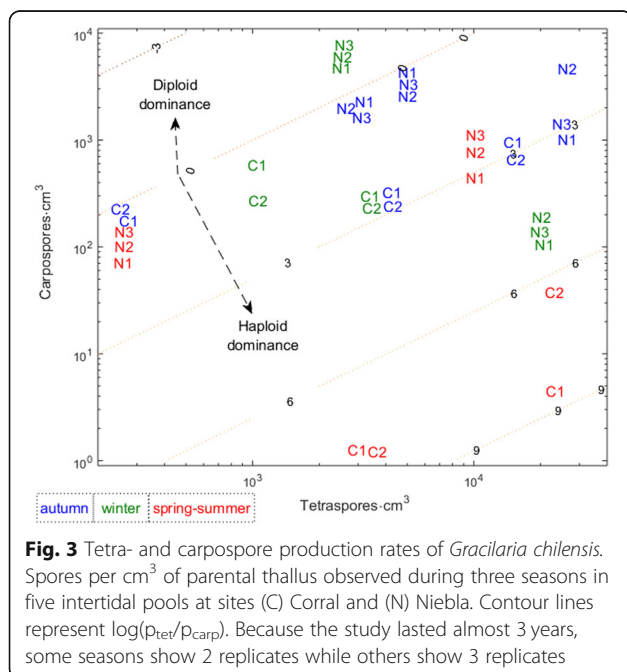 10⁴
10³
10²
10¹
10⁰
Carpospores·cm³
-3
0
0
N3
N2
N1
N1
N3
N2
N2
Diploid
dominance
N2
N1
N3
N3
3
N1
N3
N2
N1
C1
3
C2
0
C1
C2
C1
C2
C1
C2
C2
C1
N3
N2
N1
N2
N3
N1
3
6
6
C2
Haploid
dominance
6
C1
9
9
C1
C2
9
10³
10⁴
autumn
winter
spring-summer
Tetraspores·cm³
Fig. 3 Tetra- and carpospore production rates of Gracilaria chilensis.
Spores per cm³ of parental thallus observed during three seasons in
five intertidal pools at sites (C) Corral and (N) Niebla. Contour lines
represent log(pₜₑₜ/p_carp). Because the study lasted almost 3 years,
some seasons show 2 replicates while others show 3 replicates